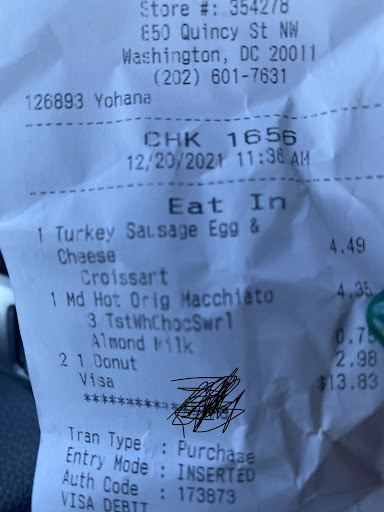 Store #: 354278
850 Quincy St NW
Washington, DC 20011
(202) 601-7631
126893 Yohana
CHK 1656
12/20/2021 11:38 AM
Eat In
1 Turkey Sausage Egg &
Cheese 4.49
Croissant
1 Md Hot Orig Macchiato 4.35
3 TstWhChocSwrl
Almond Milk 0.75
2 1 Donut 2.98
Visa $13.83
***********
Tran Type : Purchase
Entry Mode : INSERTED
Auth Code : 173873
VISA DEBIT